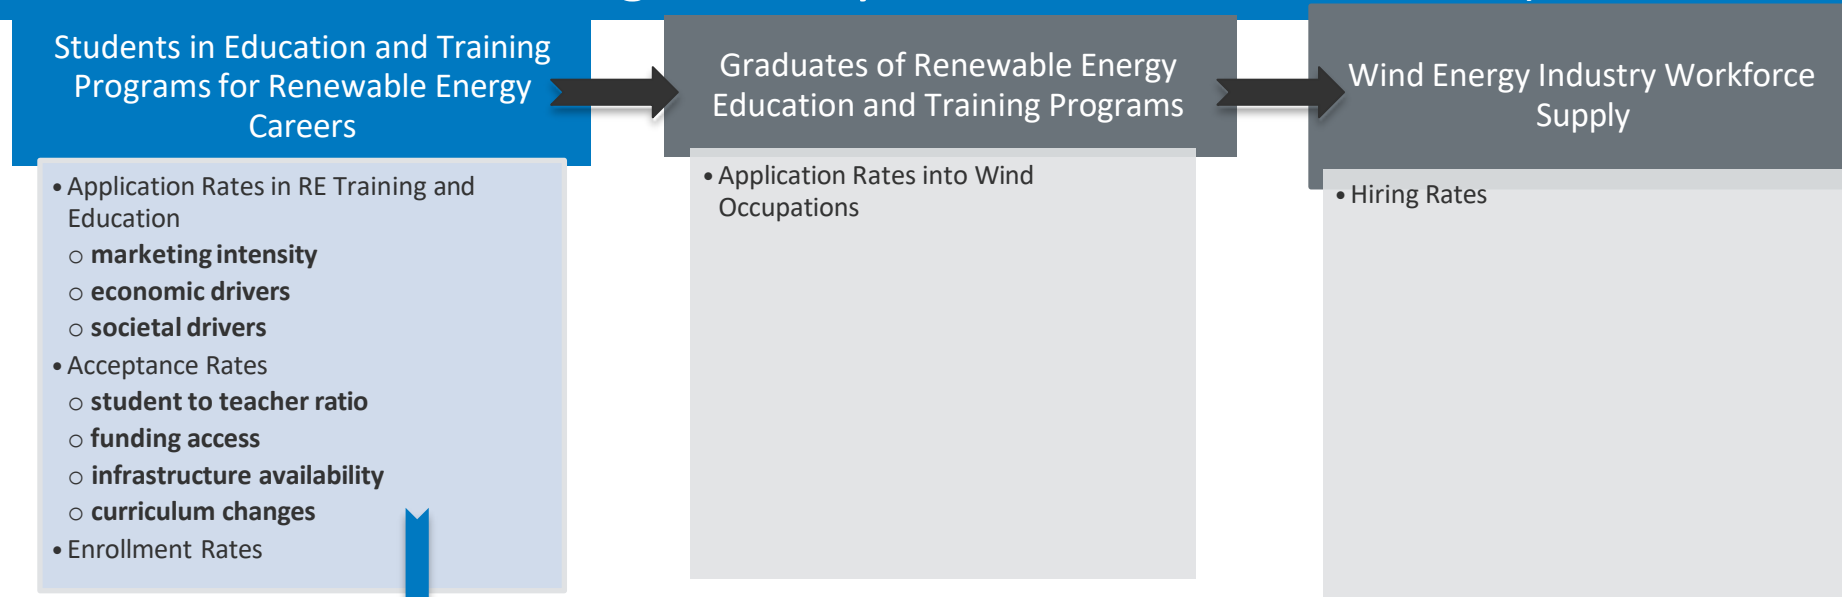 Students in Education and Training
Programs for Renewable Energy
Careers
• Application Rates in RE Training and
Education
○ marketing intensity
○ economic drivers
○ societal drivers
• Acceptance Rates
○ student to teacher ratio
○ funding access
○ infrastructure availability
○ curriculum changes
• Enrollment Rates
Graduates of Renewable Energy
Education and Training Programs
• Application Rates into Wind
Occupations
Wind Energy Industry Workforce
Supply
• Hiring Rates